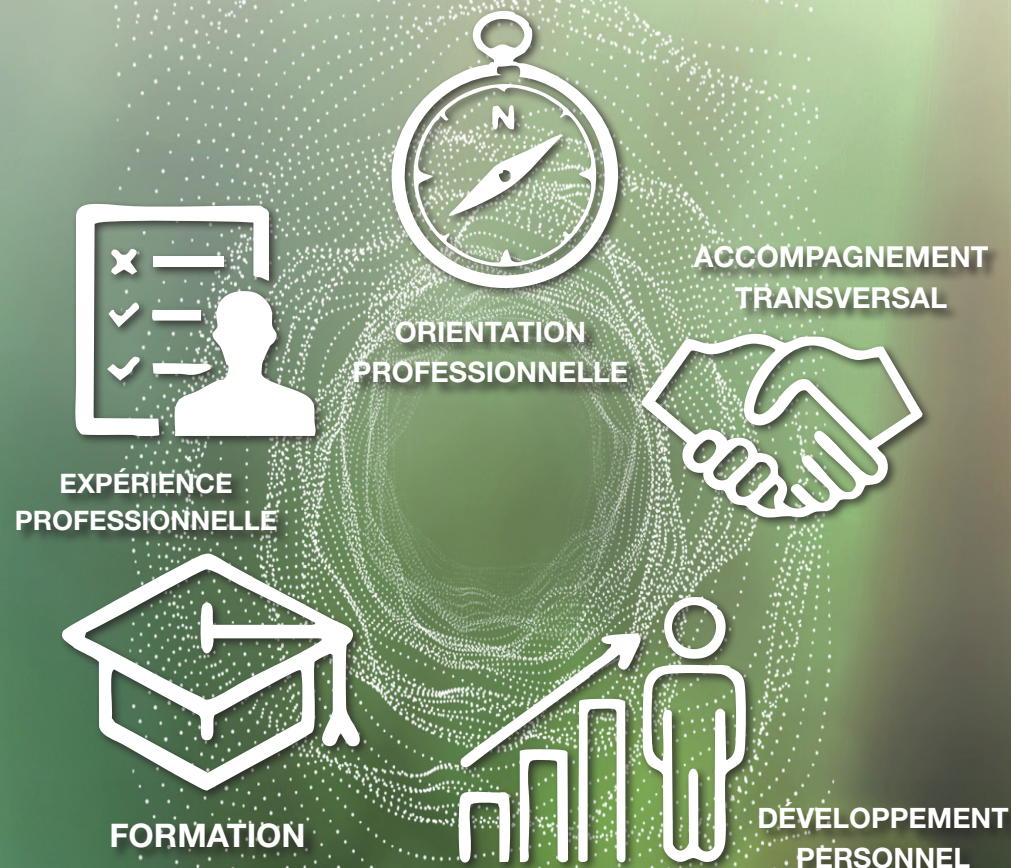 N
ORIENTATION
PROFESSIONNELLE
ACCOMPAGNEMENT
TRANSVERSAL
EXPÉRIENCE
PROFESSIONNELLE
FORMATION
DÉVELOPPEMENT
PERSONNEL